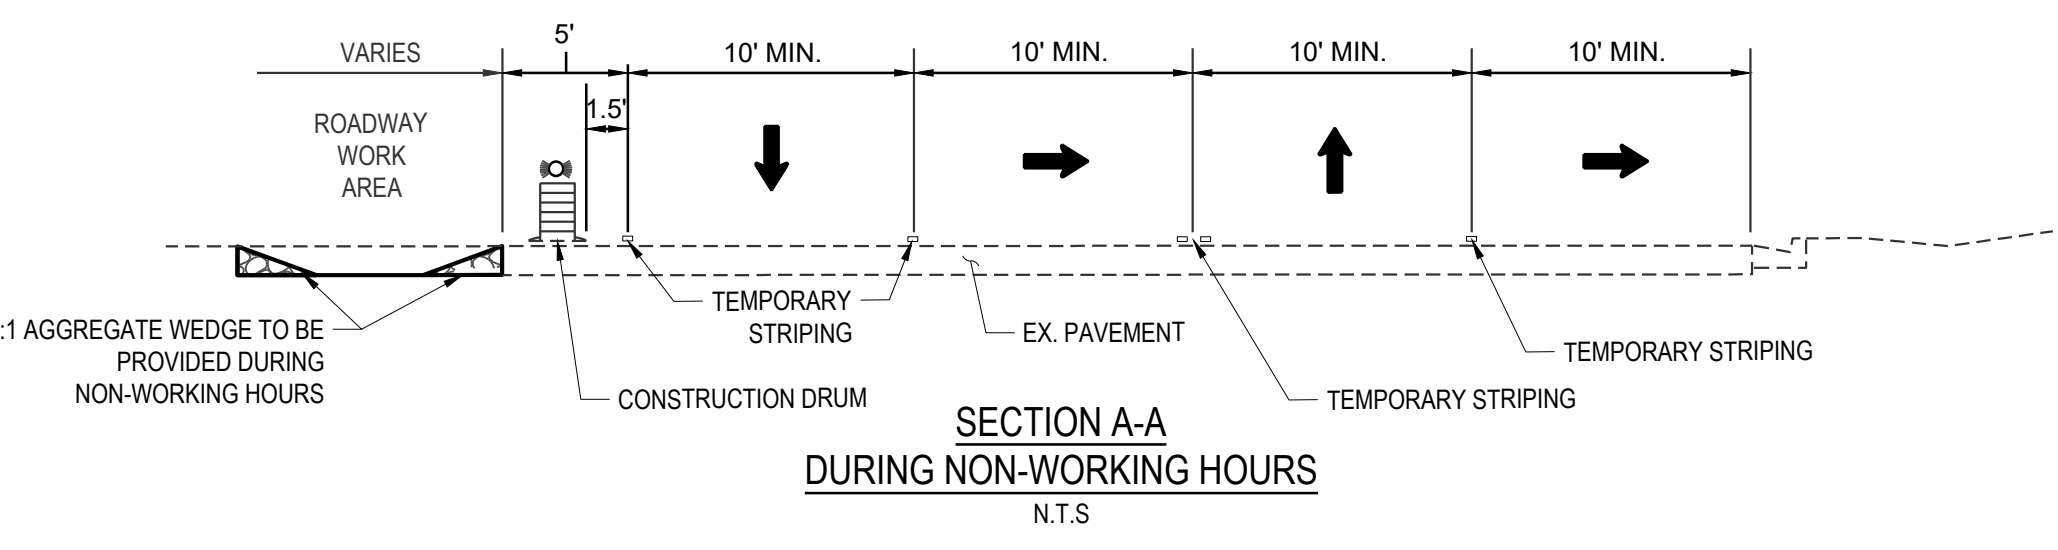 VARIES
5'
10' MIN.
10' MIN.
10' MIN.
10' MIN.
1.5'
ROADWAY
WORK
AREA
TEMPORARY
STRIPING
EX. PAVEMENT
:1 AGGREGATE WEDGE TO BE
PROVIDED DURING
NON-WORKING HOURS
CONSTRUCTION DRUM
TEMPORARY STRIPING
TEMPORARY STRIPING
SECTION A-A
DURING NON-WORKING HOURS
N.T.S